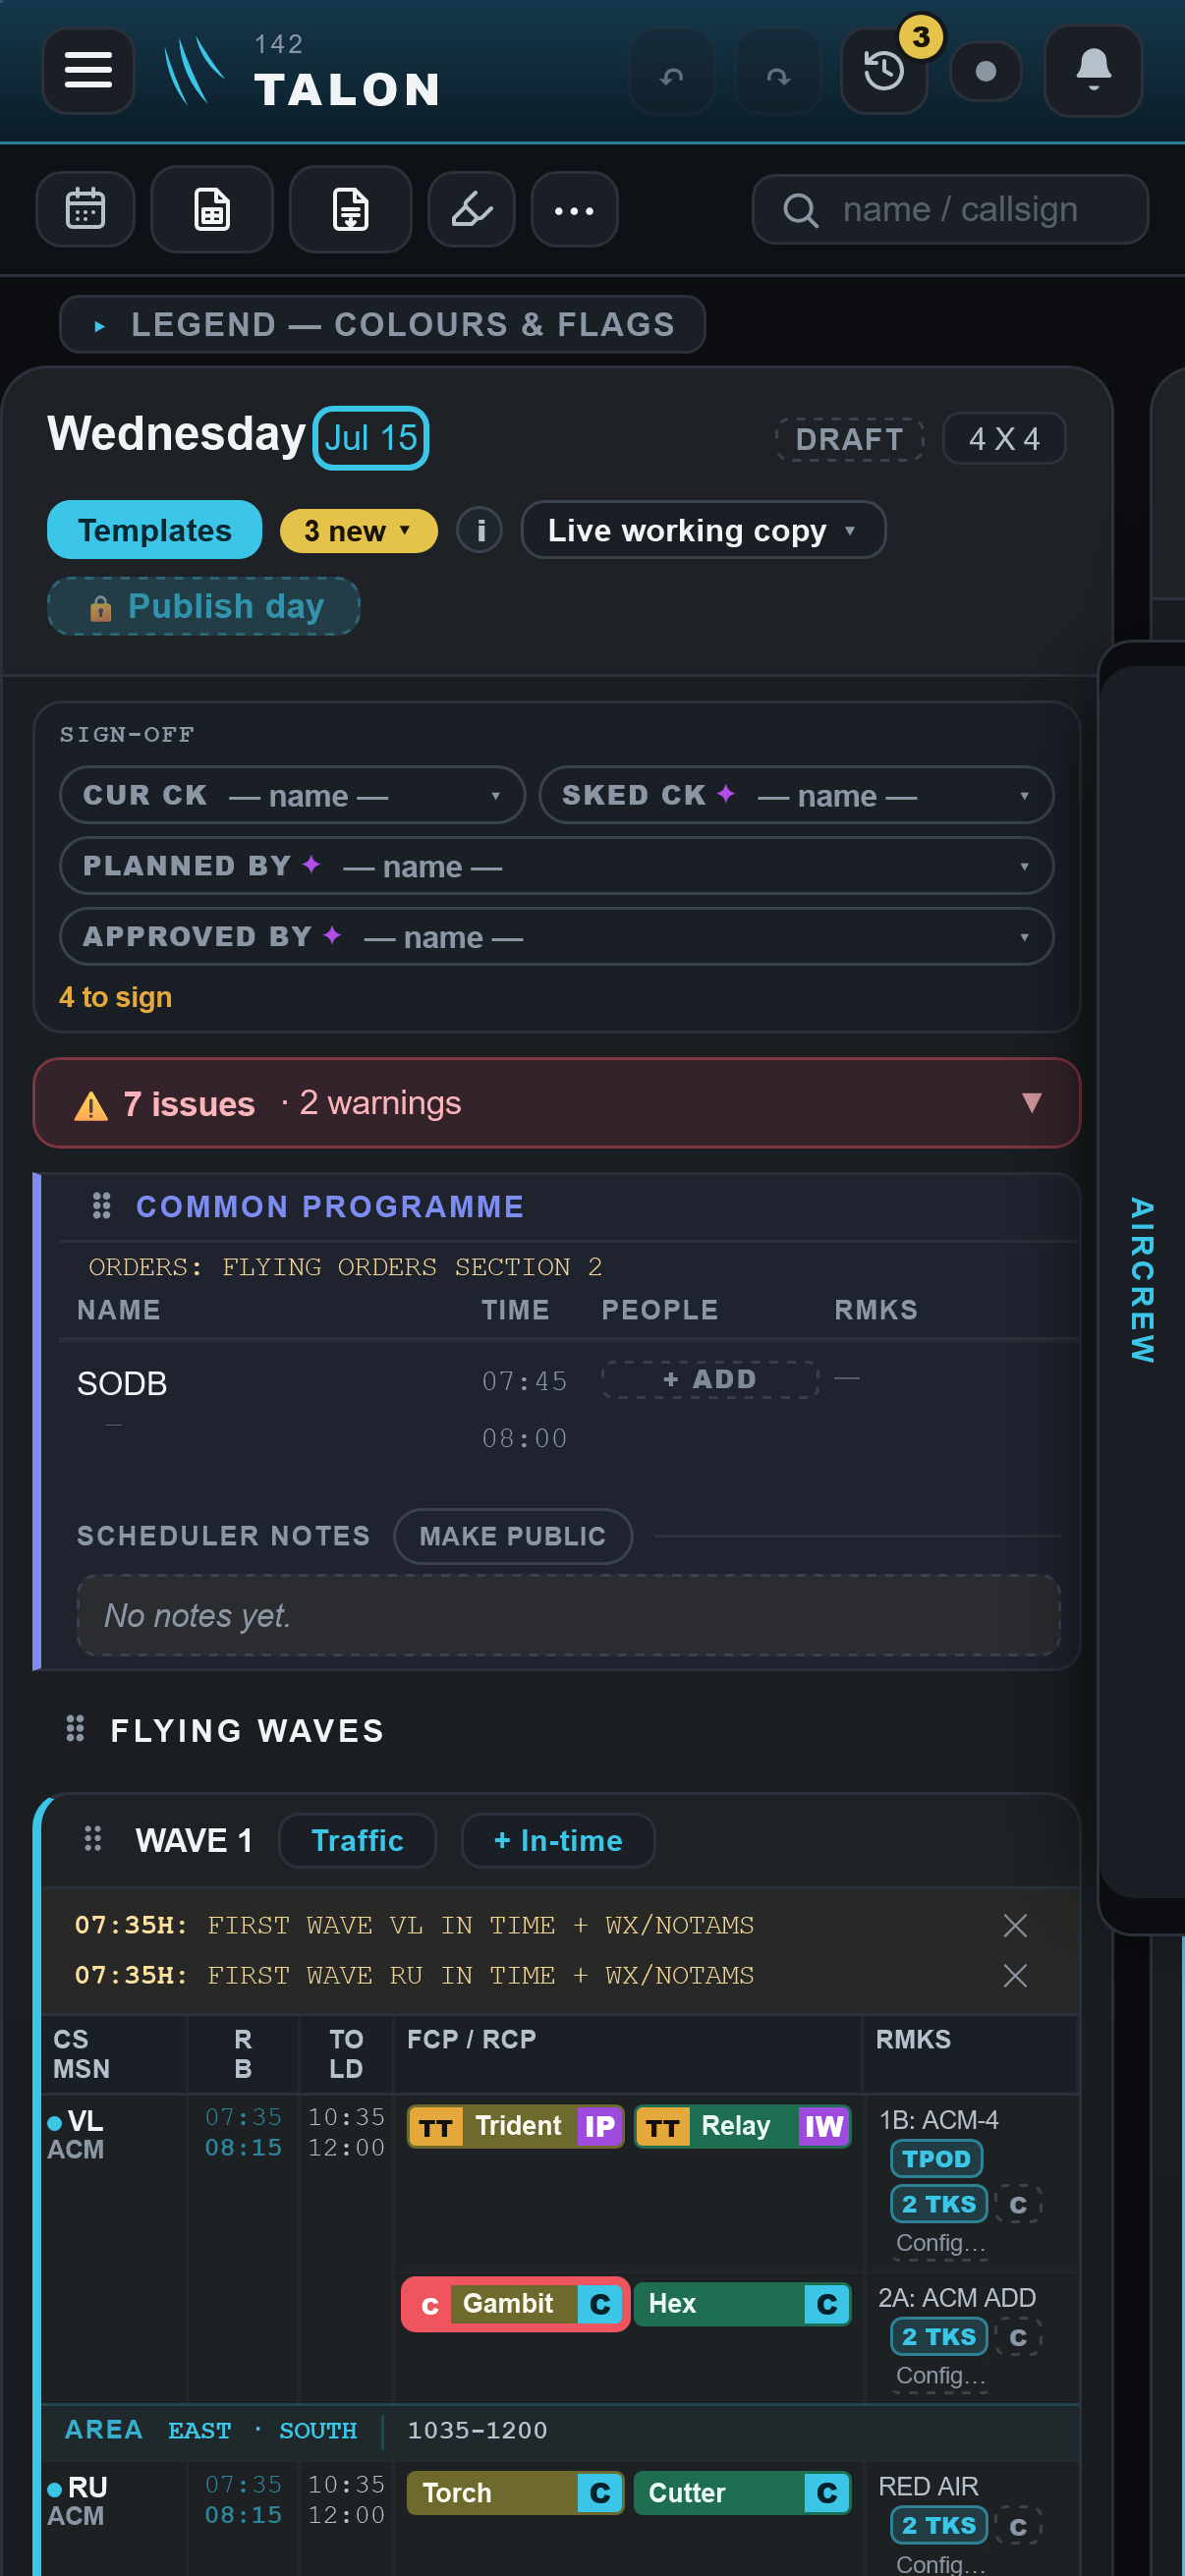 142
TALON
3
name / callsign
LEGEND — COLOURS & FLAGS
Wednesday Jul 15 DRAFT 4 X 4
Templates 3 new i Live working copy
Publish day
SIGN-OFF
CUR CK — name — SKED CK — name —
PLANNED BY — name —
APPROVED BY — name —
4 to sign
7 issues · 2 warnings
COMMON PROGRAMME
ORDERS: FLYING ORDERS SECTION 2
NAME TIME PEOPLE RMKS
SODB 07:45 + ADD —
— 08:00
SCHEDULER NOTES MAKE PUBLIC
No notes yet.
AIRCREW
FLYING WAVES
WAVE 1 Traffic + In-time
07:35H: FIRST WAVE VL IN TIME + WX/NOTAMS
07:35H: FIRST WAVE RU IN TIME + WX/NOTAMS
CS R TO FCP / RCP RMKS
MSN B LD
VL 07:35 10:35 TT Trident IP TT Relay IW 1B: ACM-4
ACM 08:15 12:00
TPOD
2 TKS C
Config...
C Gambit C Hex C 2A: ACM ADD
2 TKS C
Config...
AREA EAST · SOUTH 1035-1200
RU 07:35 10:35 Torch C Cutter C RED AIR
ACM 08:15 12:00 2 TKS C
Config...